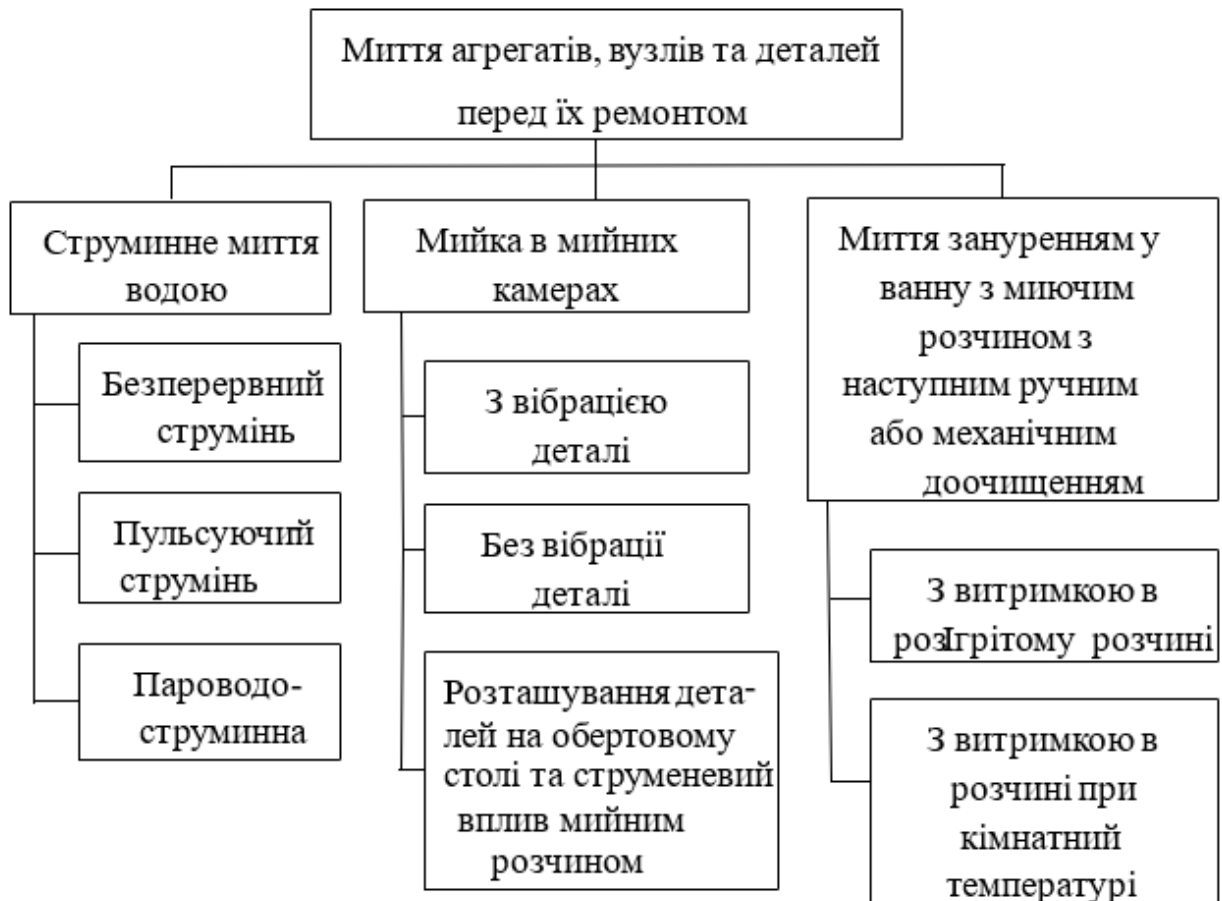 Миття агрегатів, вузлів та деталей
перед їх ремонтом
Струминне миття
водою
Безперервний
струмінь
Пульсуючий
струмінь
Пароводо-
струминна
Мийка в мийних
камерах
З вібрацією
деталі
Без вібрації
деталі
Розташування дета-
лей на обертовому
столі та струменевий
вплив мийним
розчином
Миття зануренням у
ванну з миючим
розчином з
наступним ручним
або механічним
доочищенням
З витримкою в
розігрітому розчині
З витримкою в
розчині при
кімнатний
температурі